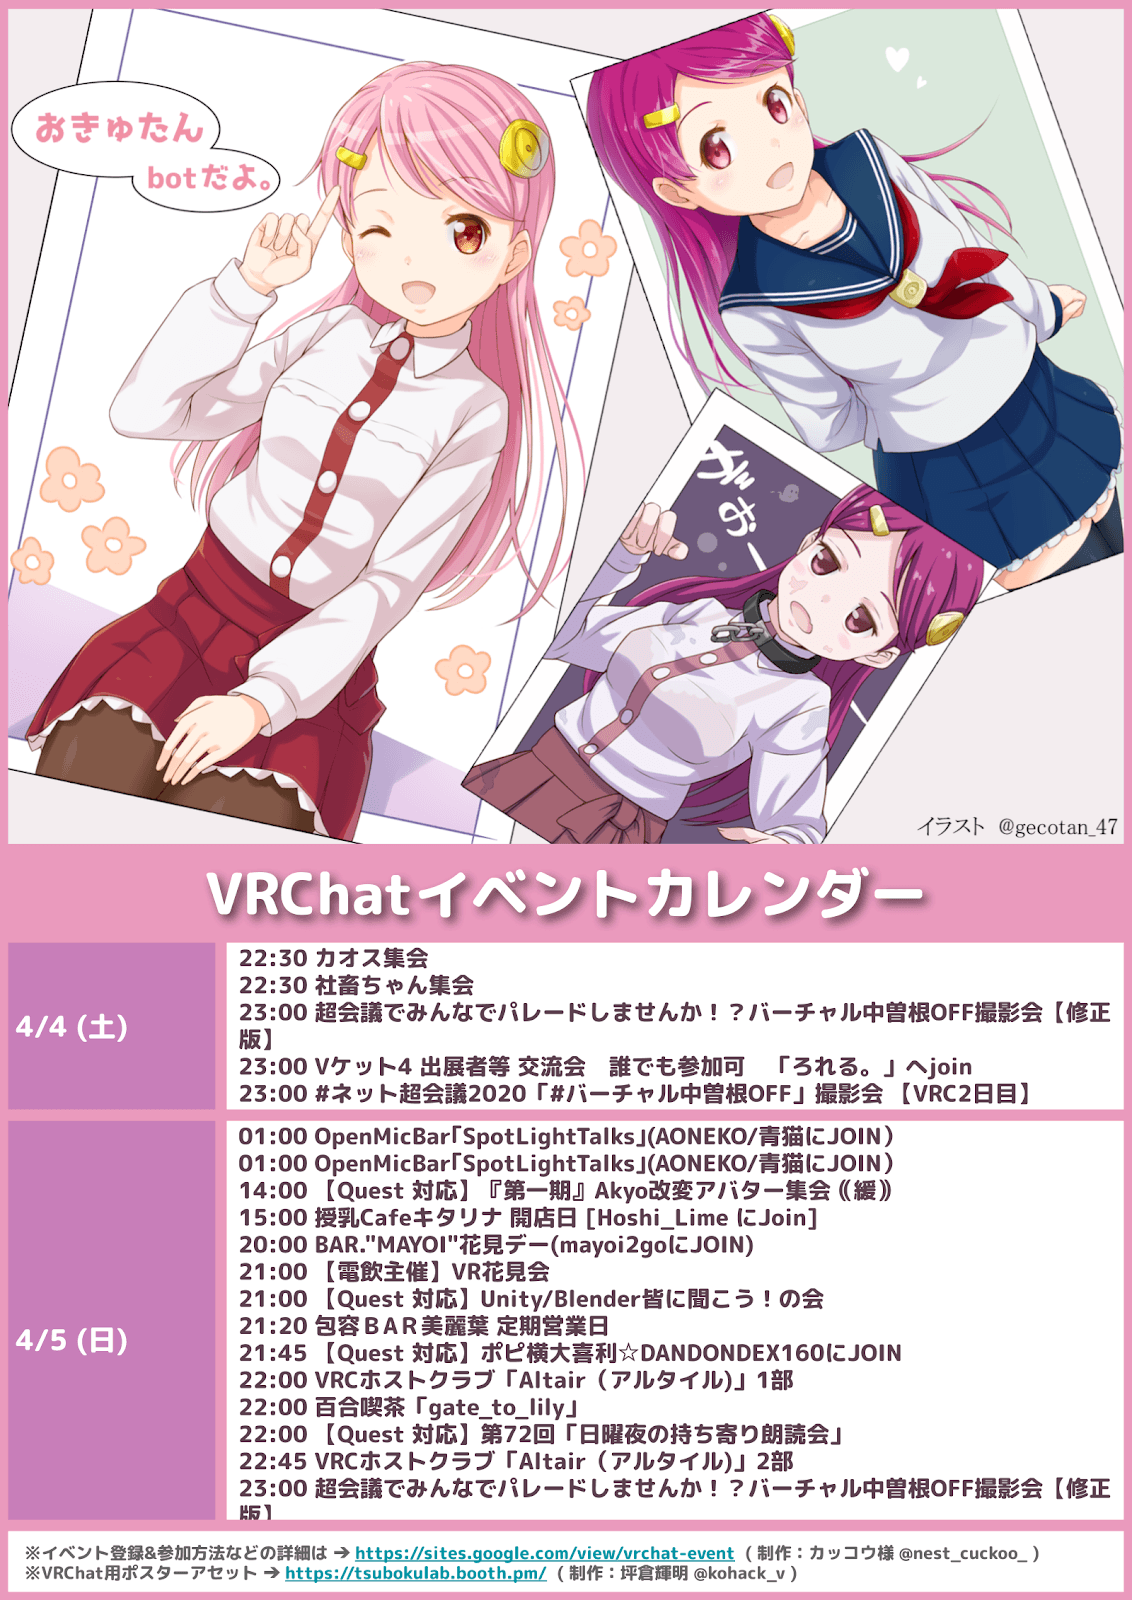 おきゅたん
botだよ。
がおー
イラスト @gecotan_47
VRChatイベントカレンダー
4/4 (土)
22:30 カオス集会
22:30 社畜ちゃん集会
23:00 超会議でみんなでパレードしませんか！？バーチャル中曽根OFF撮影会【修正
版】
23:00 Vケット4 出展者等 交流会　誰でも参加可　「ろれる。」へjoin
23:00 #ネット超会議2020「#バーチャル中曽根OFF」撮影会 【VRC2日目】
4/5 (日)
01:00 OpenMicBar｢SpotLightTalks｣(AONEKO/青猫にJOIN）
01:00 OpenMicBar｢SpotLightTalks｣(AONEKO/青猫にJOIN）
14:00 【Quest 対応】『第一期』Akyo改変アバター集会⸨緩⸩
15:00 授乳Cafeキタリナ 開店日 [Hoshi_Lime にJoin]
20:00 BAR."MAYOI"花見デー(mayoi2goにJOIN)
21:00 【電飲主催】VR花見会
21:00 【Quest 対応】Unity/Blender皆に聞こう！の会
21:20 包容ＢＡＲ美麗葉 定期営業日
21:45 【Quest 対応】ポピ横大喜利☆DANDONDEX160にJOIN
22:00 VRCホストクラブ「Altair（アルタイル)」1部
22:00 百合喫茶「gate_to_lily」
22:00 【Quest 対応】第72回「日曜夜の持ち寄り朗読会」
22:45 VRCホストクラブ「Altair（アルタイル)」2部
23:00 超会議でみんなでパレードしませんか！？バーチャル中曽根OFF撮影会【修正
版】
※イベント登録&参加方法などの詳細は → https://sites.google.com/view/vrchat-event ( 制作：カッコウ様 @nest_cuckoo_ )
※VRChat用ポスターアセット → https://tsubokulab.booth.pm/ ( 制作：坪倉輝明 @kohack_v )